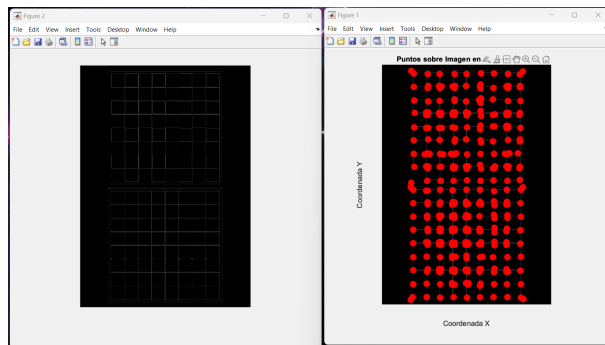 Figure 2
File Edit View Insert Tools Desktop Window Help
Figure 1
File Edit View Insert Tools Desktop Window Help
Puntos sobre Imagen en
Coordenada Y
Coordenada X